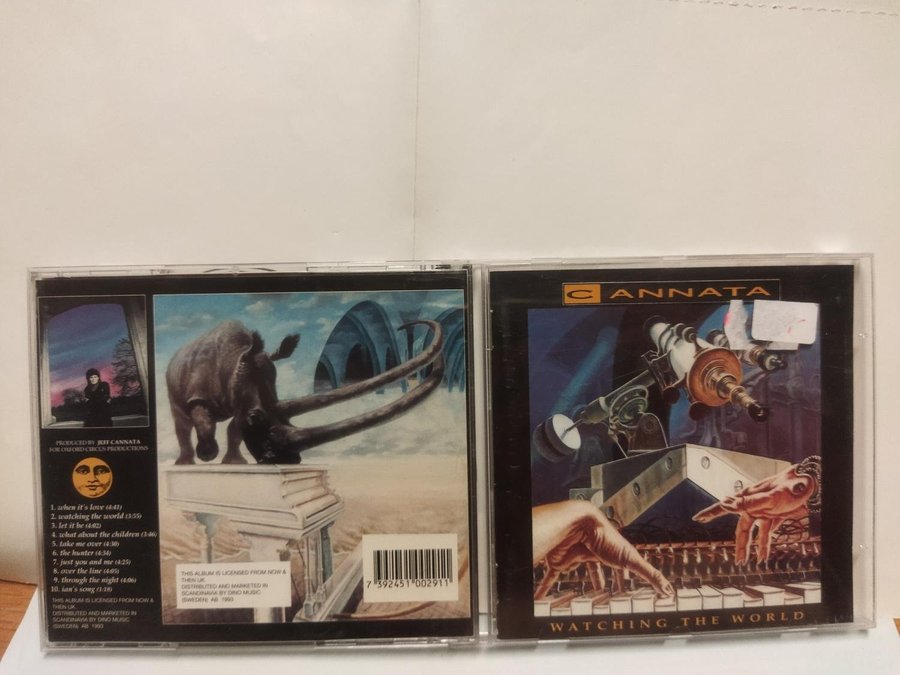 PRODUCED BY JEFF CANNATA
FOR OXFORD CIRCUS PRODUCTIONS
1. when it's love (4:41)
2. watching the world (3:55)
3. let it be (4:02)
4. what about the children (3:46)
5. take me over (4:30)
6. the hunter (4:34)
7. just you and me (4:25)
8. over the line (4:05)
9. through the night (4:06)
10. ian's song (1:18)
THIS ALBUM IS LICENSED FROM NOW &
THEN UK.
DISTRIBUTED AND MARKETED IN
SCANDINAVIA BY DINO MUSIC
(SWEDEN) AB 1993
THIS ALBUM IS LICENSED FROM NOW &
THEN UK.
DISTRIBUTED AND MARKETED IN
SCANDINAVIA BY DINO MUSIC
(SWEDEN) AB 1993
7 392451 002911
CANNATA
WATCHING THE WORLD